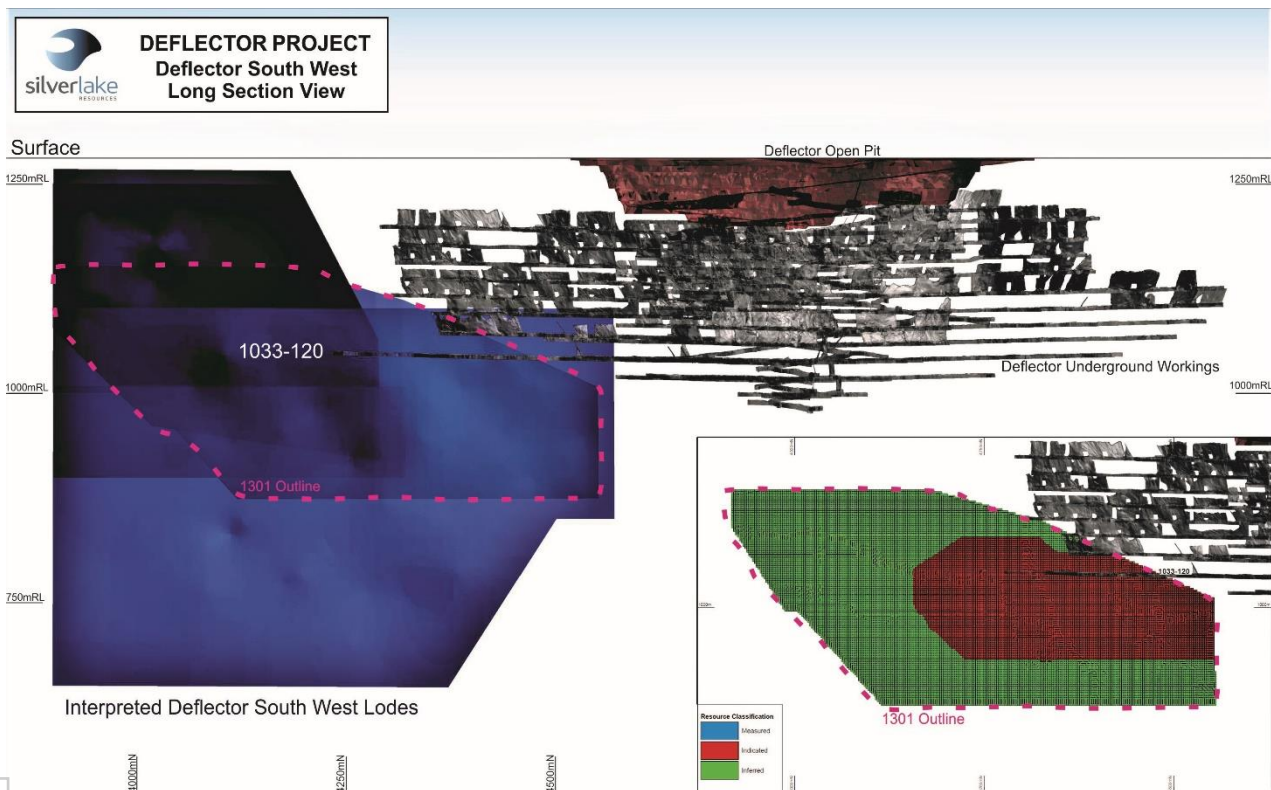 silverlake
RESOURCES
DEFLECTOR PROJECT
Deflector South West
Long Section View
Surface
Deflector Open Pit
1250mRL
1250mRL
1033-120
Deflector Underground Workings
1000mRL
1000mRL
1301 Outline
1033-120
750mRL
Interpreted Deflector South West Lodes
1301 Outline
Resource Classification
Measured
Indicated
Inferred
4000mN
4250mN
4500mN